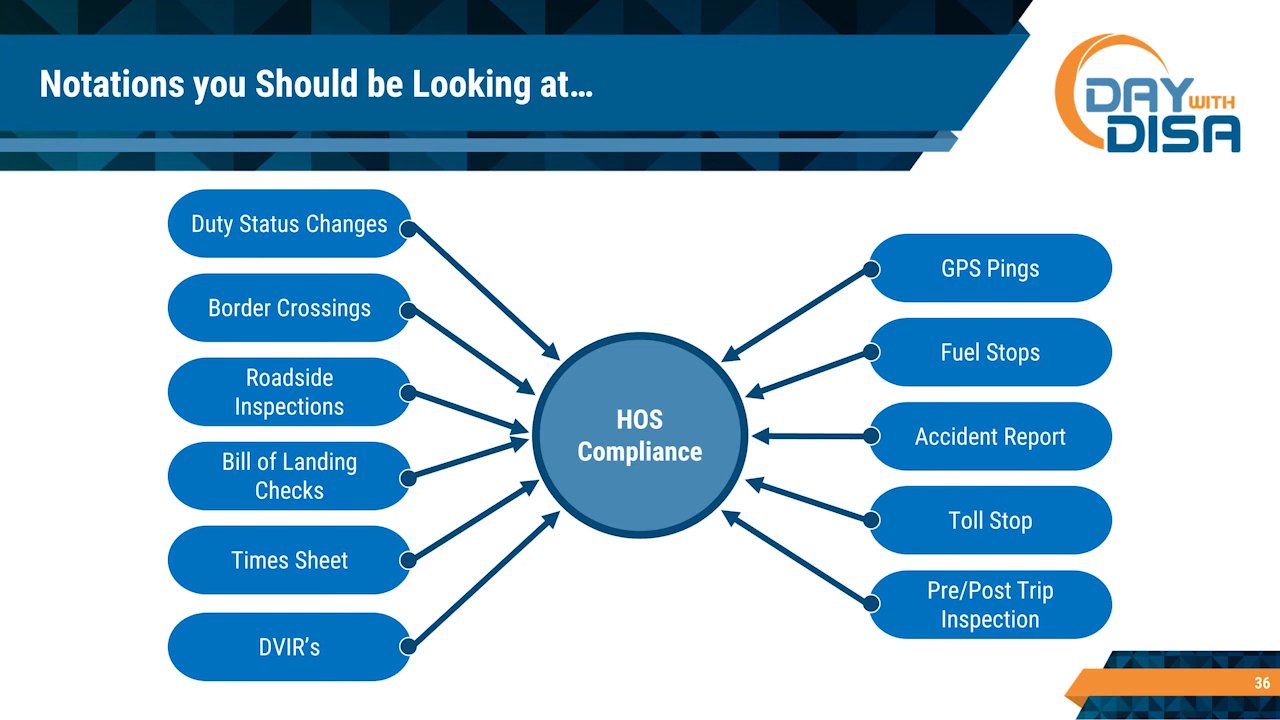 Notations you Should be Looking at…
DAY WITH
DISA
Duty Status Changes
Border Crossings
Roadside
Inspections
Bill of Landing
Checks
Times Sheet
DVIR’s
HOS
Compliance
GPS Pings
Fuel Stops
Accident Report
Toll Stop
Pre/Post Trip
Inspection
36